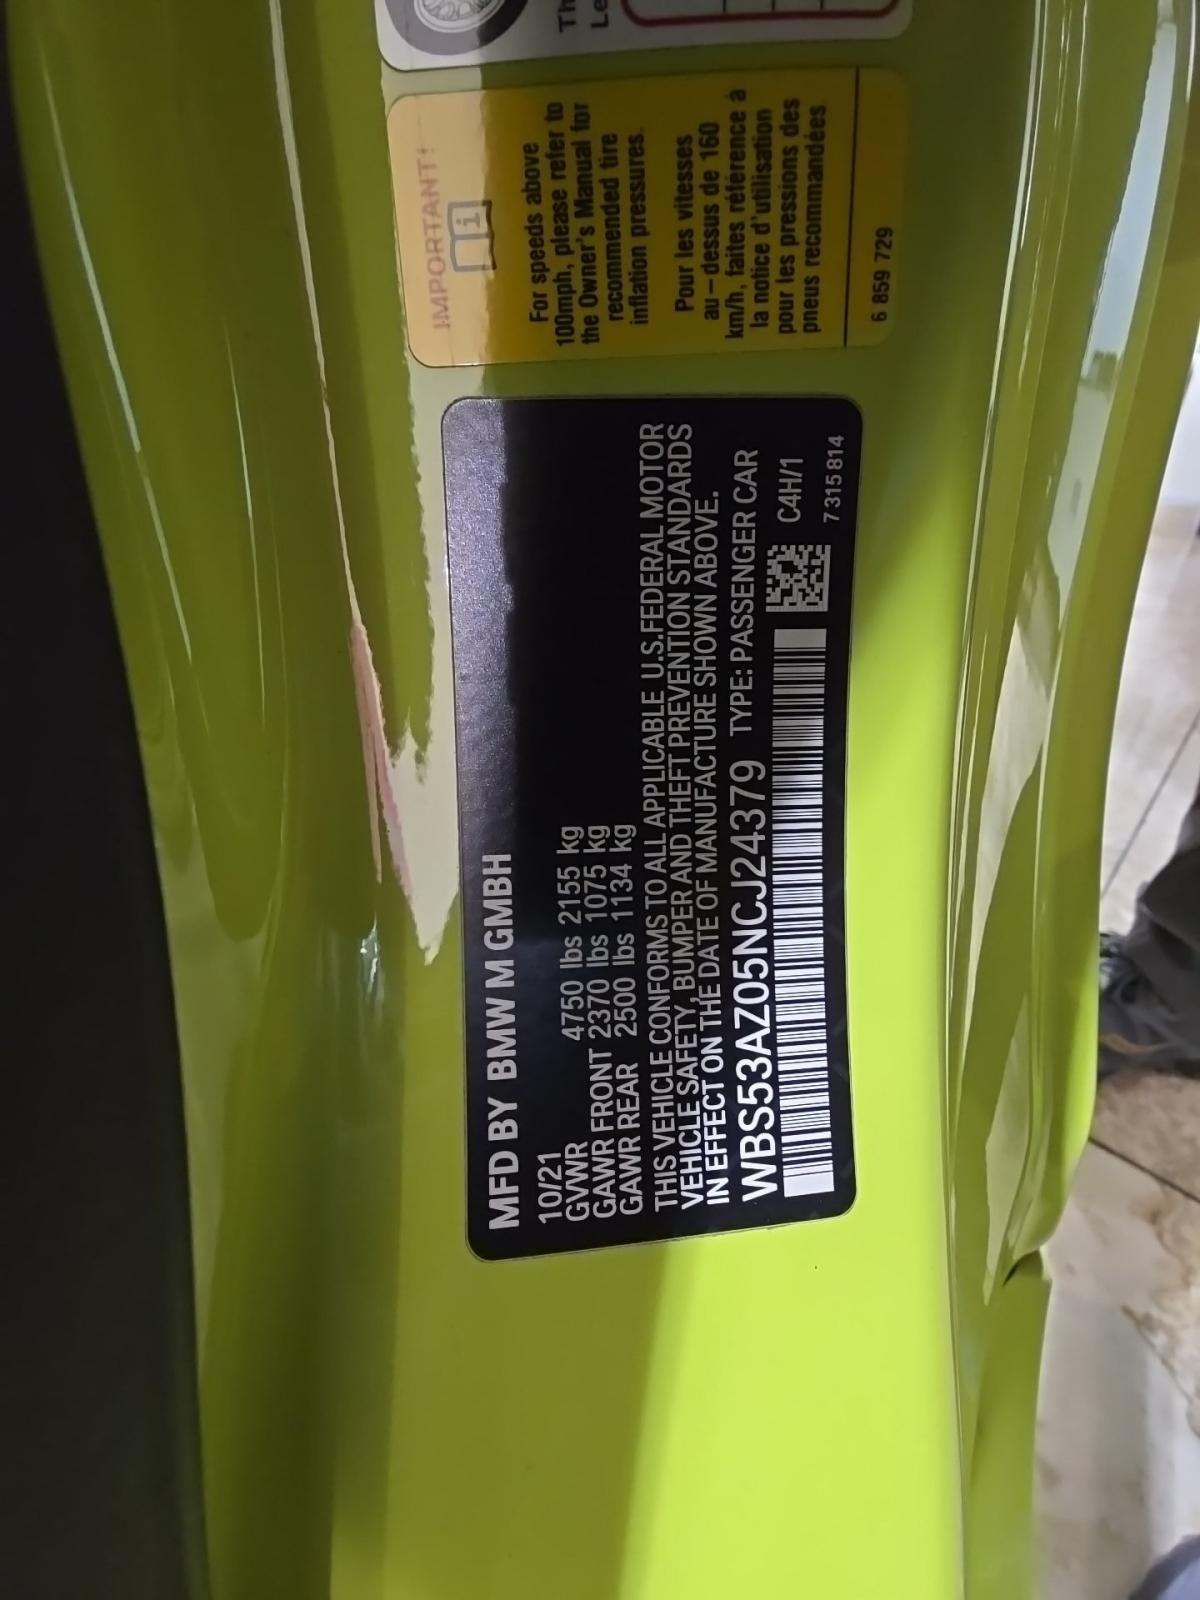 Th
Le
IMPORTANT!
i
For speeds above
100mph, please refer to
the Owner's Manual for
recommended tire
inflation pressures.
Pour les vitesses
au-dessus de 160
km/h, faites référence à
la notice d'utilisation
pour les pressions des
pneus recommandées
6 859 729
MFD BY BMW M GMBH
10/21
GVWR 4750 lbs 2155 kg
GAWR FRONT 2370 lbs 1075 kg
GAWR REAR 2500 lbs 1134 kg
THIS VEHICLE CONFORMS TO ALL APPLICABLE U.S.FEDERAL MOTOR
VEHICLE SAFETY, BUMPER AND THEFT PREVENTION STANDARDS
IN EFFECT ON THE DATE OF MANUFACTURE SHOWN ABOVE.
WBS53AZ05NCJ24379 TYPE: PASSENGER CAR
C4H/1
7315814